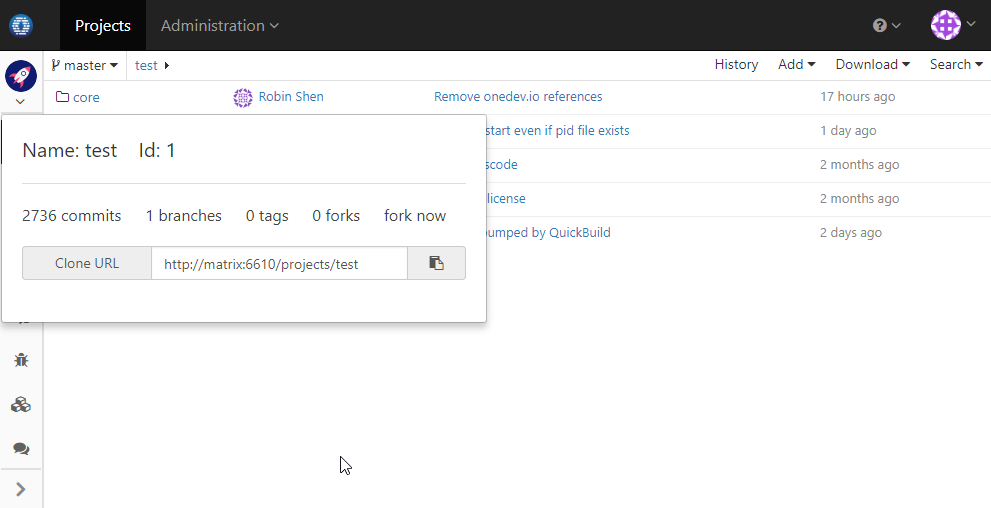 Projects Administration
master test History Add Download Search
core Robin Shen Remove onedev.io references 17 hours ago
start even if pid file exists 1 day ago
Name: test Id: 1
scode 2 months ago
license 2 months ago
2736 commits 1 branches 0 tags 0 forks fork now
bumped by QuickBuild 2 days ago
Clone URL http://matrix:6610/projects/test